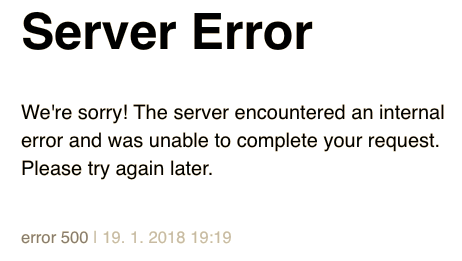 Server Error
We're sorry! The server encountered an internal
error and was unable to complete your request.
Please try again later.
error 500 | 19. 1. 2018 19:19